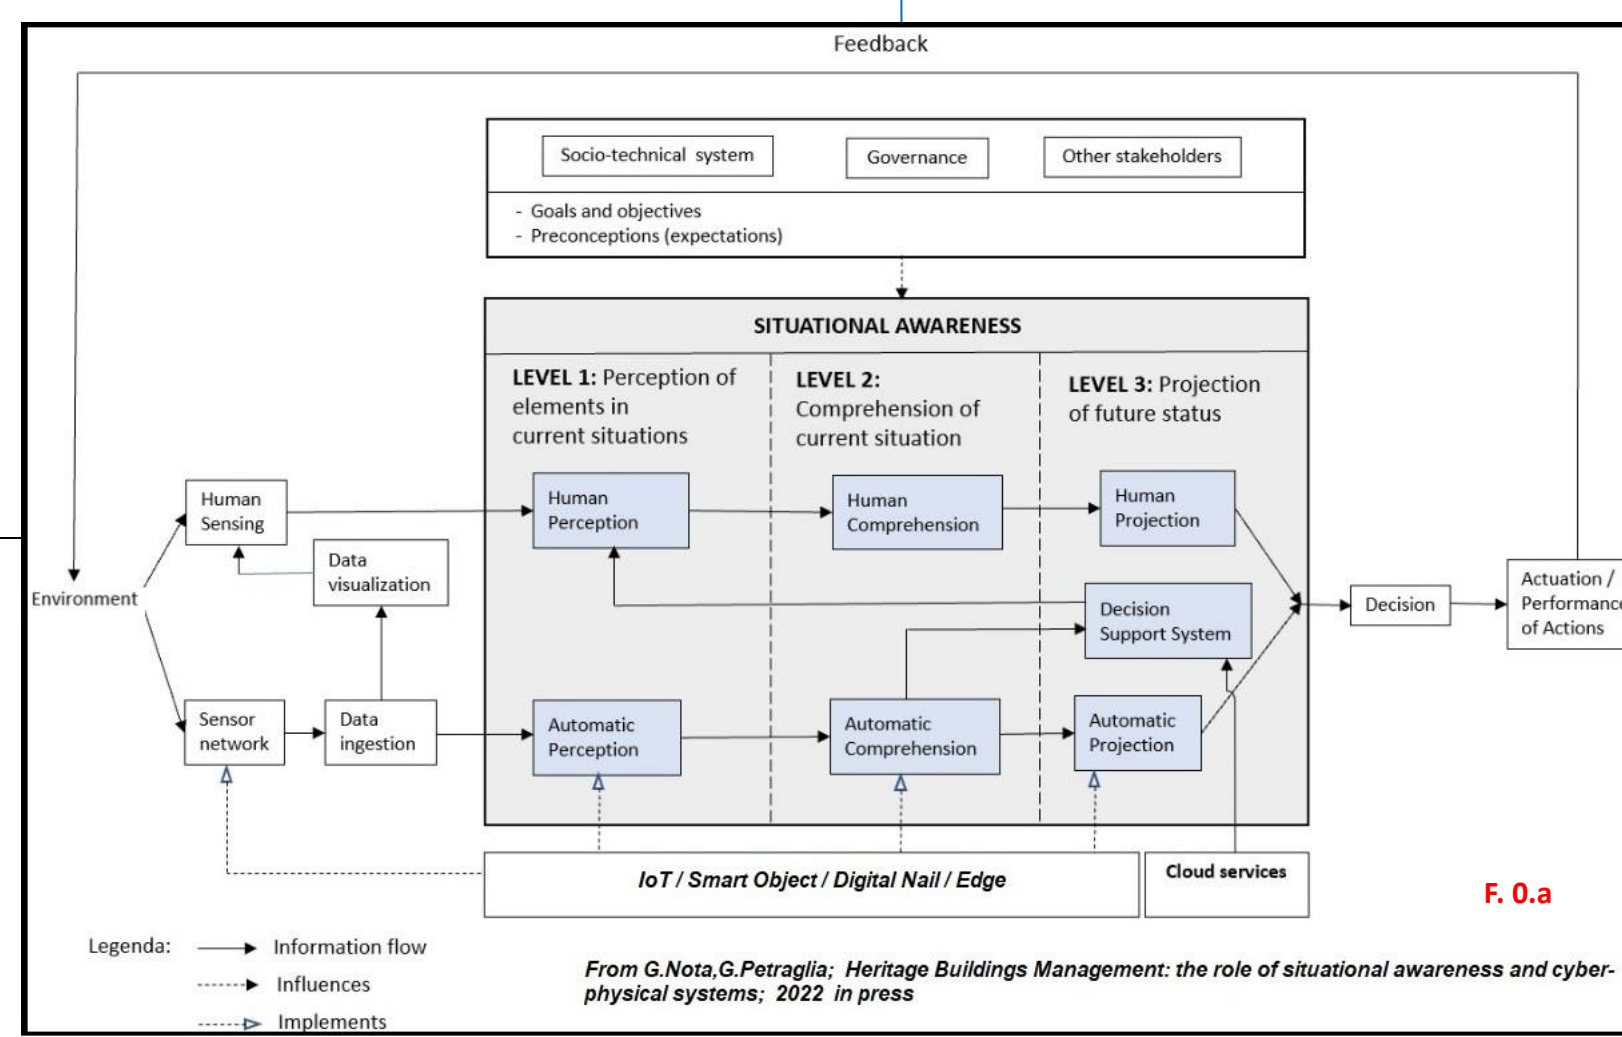 Feedback
Socio-technical system
Governance
Other stakeholders
- Goals and objectives
- Preconceptions (expectations)
SITUATIONAL AWARENESS
LEVEL 1: Perception of
elements in
current situations
LEVEL 2:
Comprehension of
current situation
LEVEL 3: Projection
of future status
Human
Sensing
Human
Perception
Human
Comprehension
Human
Projection
Data
visualization
Environment
Decision
Support System
Decision
Actuation /
Performance
of Actions
Sensor
network
Data
ingestion
Automatic
Perception
Automatic
Comprehension
Automatic
Projection
IoT / Smart Object / Digital Nail / Edge
Cloud services
F. 0.a
Legenda:
Information flow
Influences
Implements
From G.Nota,G.Petraglia; Heritage Buildings Management: the role of situational awareness and cyber-
physical systems; 2022 in press